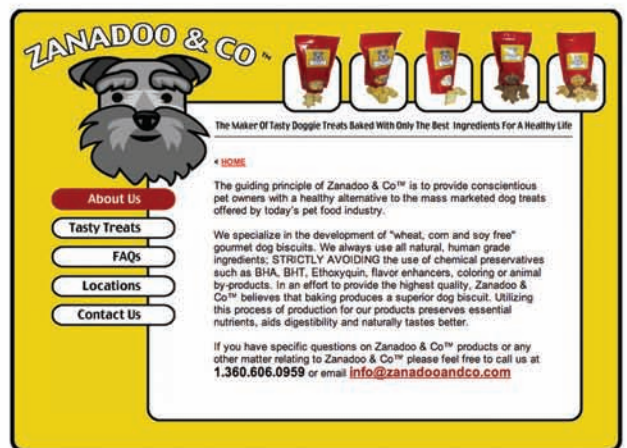 ZANADOO & CO ™
The Maker Of Tasty Doggie Treats Baked With Only The Best Ingredients For A Healthy Life
< HOME
About Us
Tasty Treats
FAQs
Locations
Contact Us
The guiding principle of Zanadoo & Co™ is to provide conscientious
pet owners with a healthy alternative to the mass marketed dog treats
offered by today's pet food industry.
We specialize in the development of "wheat, corn and soy free"
gourmet dog biscuits. We always use all natural, human grade
ingredients; STRICTLY AVOIDING the use of chemical preservatives
such as BHA, BHT, Ethoxyquin, flavor enhancers, coloring or animal
by-products. In an effort to provide the highest quality, Zanadoo &
Co™ believes that baking produces a superior dog biscuit. Utilizing
this process of production for our products preserves essential
nutrients, aids digestibility and naturally tastes better.
If you have specific questions on Zanadoo & Co™ products or any
other matter relating to Zanadoo & Co™ please feel free to call us at
1.360.606.0959 or email info@zanadooandco.com